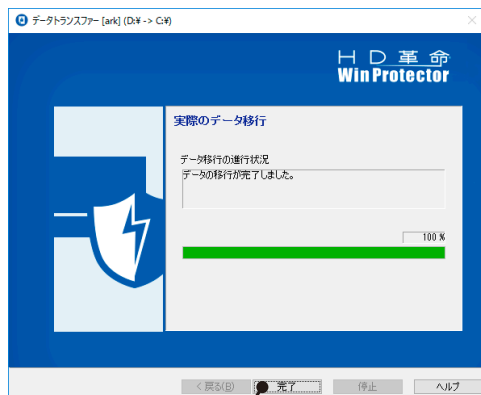 データトランスファー [ark] (D:¥ -> C:¥)
HD革命
WinProtector
実際のデータ移行
データ移行の進行状況
データの移行が完了しました。
100 %
< 戻る(B)
完了
停止
ヘルプ